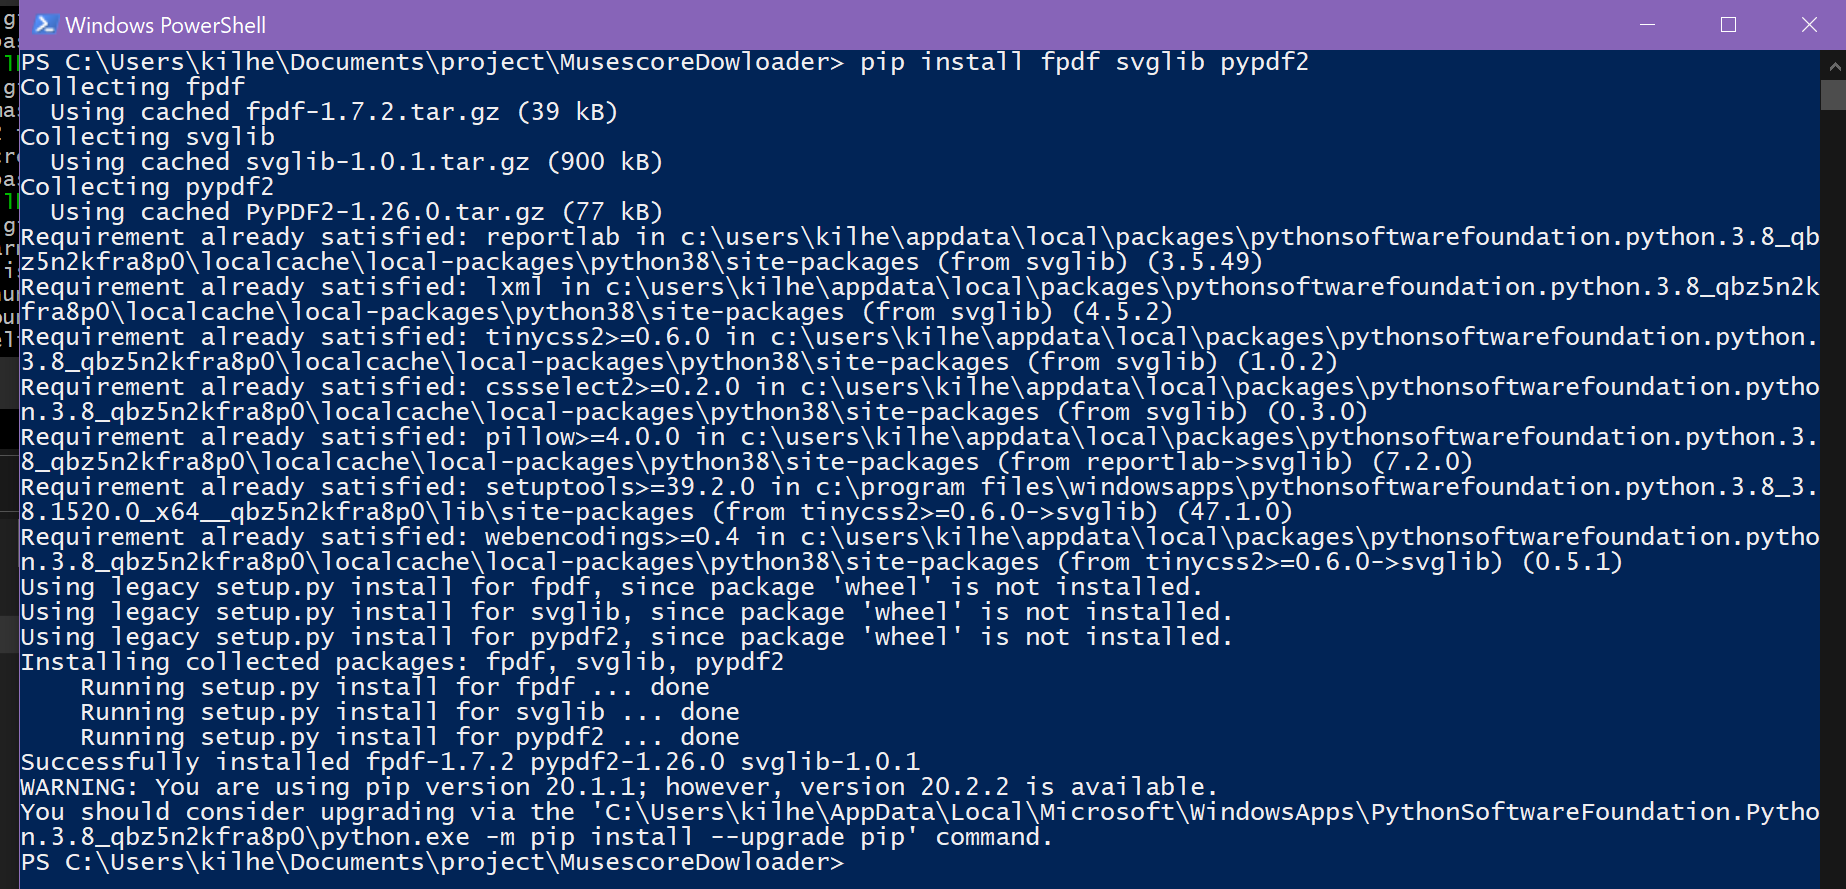 Windows PowerShell
PS C:\Users\kilhe\Documents\project\MusescoreDowloader> pip install fpdf svglib pypdf2
Collecting fpdf
  Using cached fpdf-1.7.2.tar.gz (39 kB)
Collecting svglib
  Using cached svglib-1.0.1.tar.gz (900 kB)
Collecting pypdf2
  Using cached PyPDF2-1.26.0.tar.gz (77 kB)
Requirement already satisfied: reportlab in c:\users\kilhe\appdata\local\packages\pythonsoftwarefoundation.python.3.8_qb
z5n2kfra8p0\localcache\local-packages\python38\site-packages (from svglib) (3.5.49)
Requirement already satisfied: lxml in c:\users\kilhe\appdata\local\packages\pythonsoftwarefoundation.python.3.8_qbz5n2k
fra8p0\localcache\local-packages\python38\site-packages (from svglib) (4.5.2)
Requirement already satisfied: tinycss2>=0.6.0 in c:\users\kilhe\appdata\local\packages\pythonsoftwarefoundation.python.
3.8_qbz5n2kfra8p0\localcache\local-packages\python38\site-packages (from svglib) (1.0.2)
Requirement already satisfied: cssselect2>=0.2.0 in c:\users\kilhe\appdata\local\packages\pythonsoftwarefoundation.pytho
n.3.8_qbz5n2kfra8p0\localcache\local-packages\python38\site-packages (from svglib) (0.3.0)
Requirement already satisfied: pillow>=4.0.0 in c:\users\kilhe\appdata\local\packages\pythonsoftwarefoundation.python.3.
8_qbz5n2kfra8p0\localcache\local-packages\python38\site-packages (from reportlab->svglib) (7.2.0)
Requirement already satisfied: setuptools>=39.2.0 in c:\program files\windowsapps\pythonsoftwarefoundation.python.3.8_3.
8.1520.0_x64__qbz5n2kfra8p0\lib\site-packages (from tinycss2>=0.6.0->svglib) (47.1.0)
Requirement already satisfied: webencodings>=0.4 in c:\users\kilhe\appdata\local\packages\pythonsoftwarefoundation.pytho
n.3.8_qbz5n2kfra8p0\localcache\local-packages\python38\site-packages (from tinycss2>=0.6.0->svglib) (0.5.1)
Using legacy setup.py install for fpdf, since package 'wheel' is not installed.
Using legacy setup.py install for svglib, since package 'wheel' is not installed.
Using legacy setup.py install for pypdf2, since package 'wheel' is not installed.
Installing collected packages: fpdf, svglib, pypdf2
    Running setup.py install for fpdf ... done
    Running setup.py install for svglib ... done
    Running setup.py install for pypdf2 ... done
Successfully installed fpdf-1.7.2 pypdf2-1.26.0 svglib-1.0.1
WARNING: You are using pip version 20.1.1; however, version 20.2.2 is available.
You should consider upgrading via the 'C:\Users\kilhe\AppData\Local\Microsoft\WindowsApps\PythonSoftwareFoundation.Pytho
n.3.8_qbz5n2kfra8p0\python.exe -m pip install --upgrade pip' command.
PS C:\Users\kilhe\Documents\project\MusescoreDowloader>